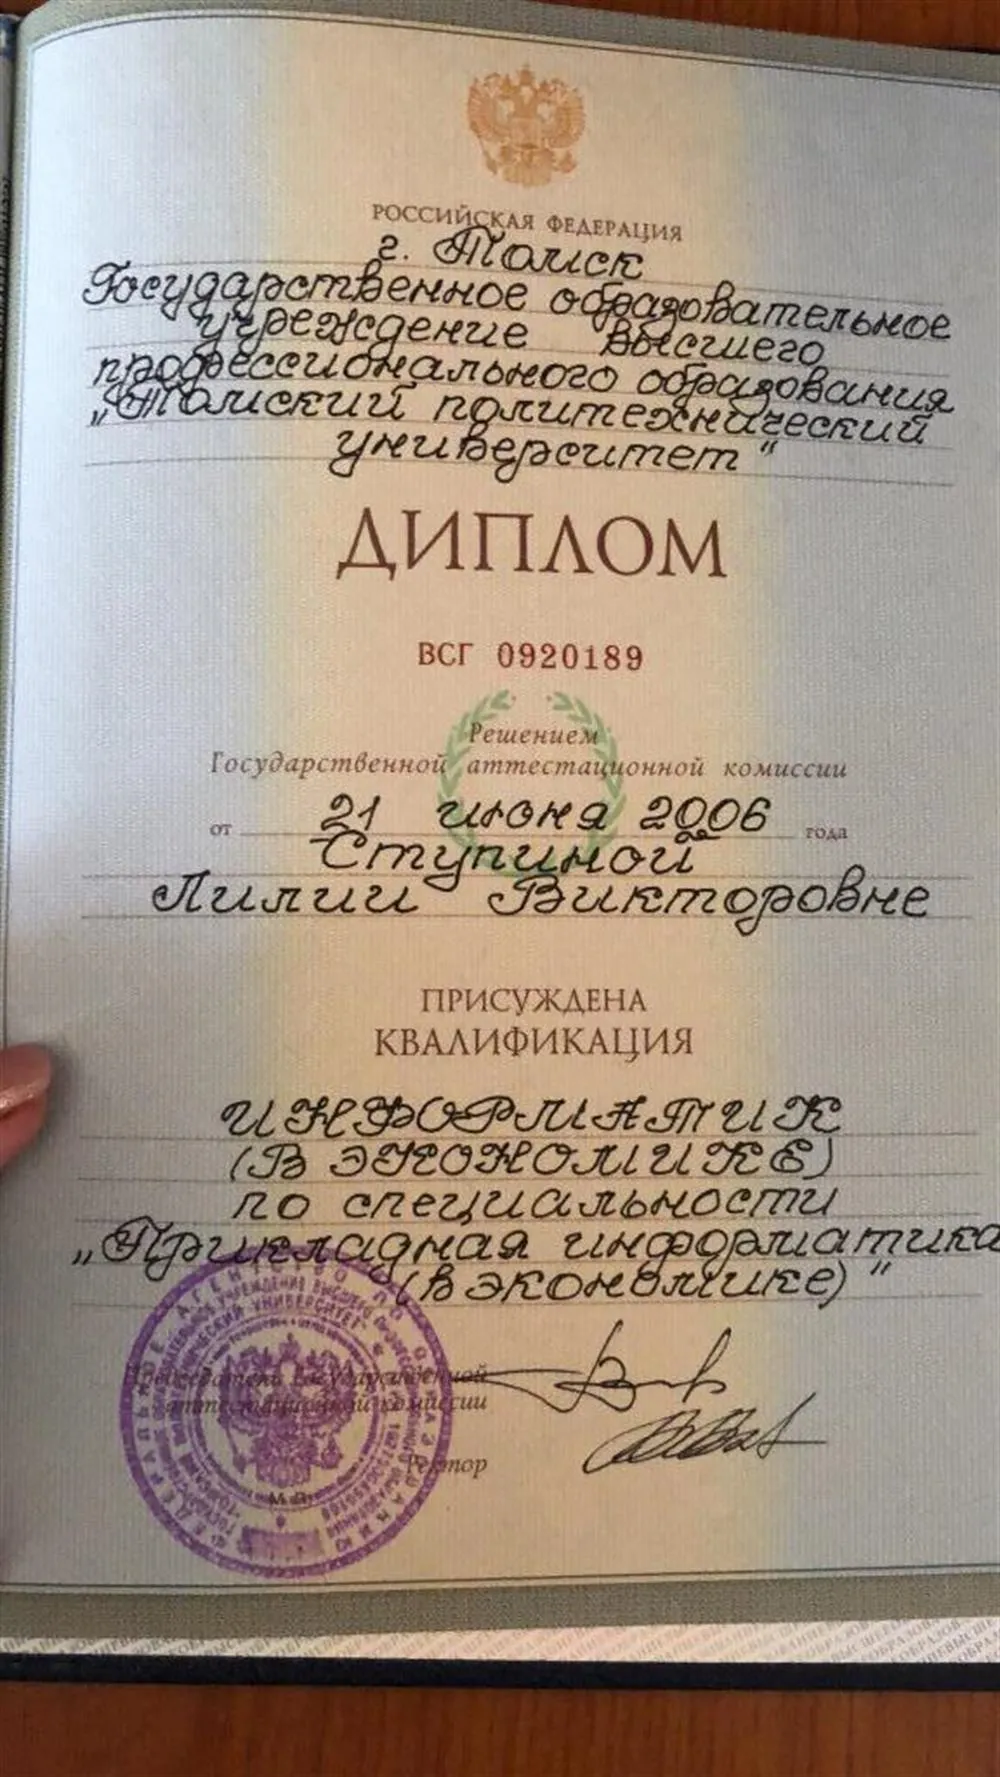 РОССИЙСКАЯ ФЕДЕРАЦИЯ
г. Томск
Государственное образовательное
учреждение высшего
профессионального образования
„Томский политехнический
университет“
ДИПЛОМ
ВСГ 0920189
Решением
Государственной аттестационной комиссии
от 21 июня 2006 года
Ступиной
Лилии Викторовне
ПРИСУЖДЕНА
КВАЛИФИКАЦИЯ
ИНФОРМАТИК
(В ЭКОНОМИКЕ)
по специальности
„Прикладная информатика
(в экономике)“
Председатель Государственной
аттестационной комиссии
Ректор